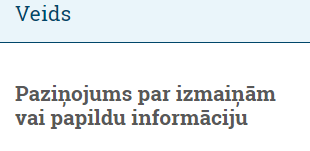 Veids
Paziņojums par izmaiņām
vai papildu informāciju